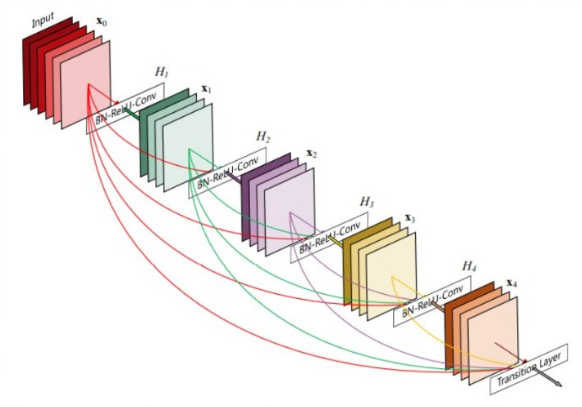 Input
x₀
H₁
BN-ReLU-Conv
x₁
H₂
BN-ReLU-Conv
x₂
H₃
BN-ReLU-Conv
x₃
H₄
BN-ReLU-Conv
x₄
Transition Layer